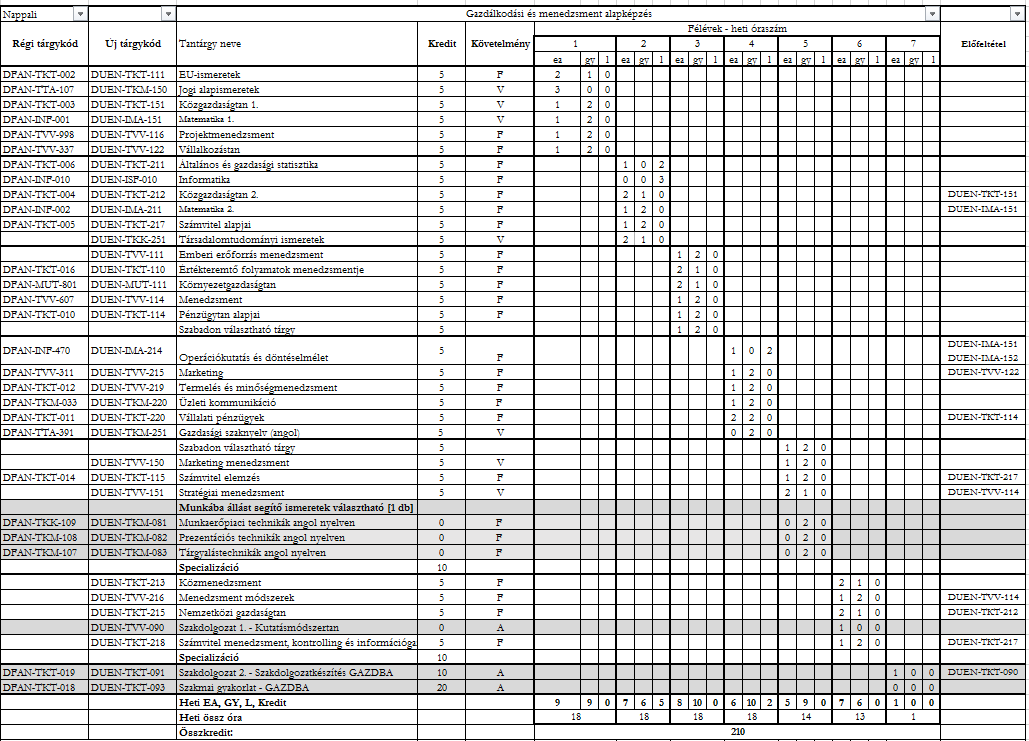 Nappali Gazdálkodási és menedzsment alapképzés
Régi tárgykód Új tárgykód Tantárgy neve Kredit Követelmény Félévek - heti óraszám Előfeltétel
1 2 3 4 5 6 7
ea gy l ea gy l ea gy l ea gy l ea gy l ea gy l ea gy l
DFAN-TKT-002 DUEN-TKT-111 EU-ismeretek 5 F 2 1 0
DFAN-TTA-107 DUEN-TKM-150 Jogi alapismeretek 5 V 3 0 0
DFAN-TKT-003 DUEN-TKT-151 Közgazdaságtan 1. 5 V 1 2 0
DFAN-INF-001 DUEN-IMA-151 Matematika 1. 5 V 1 2 0
DFAN-TVV-998 DUEN-TVV-116 Projektmenedzsment 5 F 1 2 0
DFAN-TVV-337 DUEN-TVV-122 Vállalkozástan 5 F 1 2 0
DFAN-TKT-006 DUEN-TKT-211 Általános és gazdasági statisztika 5 F 1 0 2
DFAN-INF-010 DUEN-ISF-010 Informatika 5 F 0 0 3
DFAN-TKT-004 DUEN-TKT-212 Közgazdaságtan 2. 5 F 2 1 0 DUEN-TKT-151
DFAN-INF-002 DUEN-IMA-211 Matematika 2. 5 F 1 2 0 DUEN-IMA-151
DFAN-TKT-005 DUEN-TKT-217 Számvitel alapjai 5 F 1 2 0
DUEN-TKK-251 Társadalomtudományi ismeretek 5 V 2 1 0
DUEN-TVV-111 Emberi erőforrás menedzsment 5 F 1 2 0
DFAN-TKT-016 DUEN-TKT-110 Értékteremtő folyamatok menedzsmentje 5 F 2 1 0
DFAN-MUT-801 DUEN-MUT-111 Környezetgazdaságtan 5 F 2 1 0
DFAN-TVV-607 DUEN-TVV-114 Menedzsment 5 F 1 2 0
DFAN-TKT-010 DUEN-TKT-114 Pénzügytan alapjai 5 F 1 2 0
Szabadon választható tárgy 5 1 2 0
DFAN-INF-470 DUEN-IMA-214 Operációkutatás és döntéselmélet 5 F 1 0 2 DUEN-IMA-151
DUEN-IMA-152
DFAN-TVV-311 DUEN-TVV-215 Marketing 5 F 1 2 0 DUEN-TVV-122
DFAN-TKT-012 DUEN-TVV-219 Termelés és minőségmenedzsment 5 F 1 2 0
DFAN-TKM-033 DUEN-TKM-220 Üzleti kommunikáció 5 F 1 2 0
DFAN-TKT-011 DUEN-TKT-220 Vállalati pénzügyek 5 F 2 2 0 DUEN-TKT-114
DFAN-TTA-391 DUEN-TKM-251 Gazdasági szaknyelv (angol) 5 V 0 2 0
Szabadon választható tárgy 5 1 2 0
DUEN-TVV-150 Marketing menedzsment 5 V 1 2 0
DFAN-TKT-014 DUEN-TKT-115 Számvitel elemzés 5 F 1 2 0 DUEN-TKT-217
DUEN-TVV-151 Stratégiai menedzsment 5 V 2 1 0 DUEN-TVV-114
Munkába állást segítő ismeretek választható [1 db]
DFAN-TKK-109 DUEN-TKM-081 Munkaerőpiaci technikák angol nyelven 0 F 0 2 0
DFAN-TKM-108 DUEN-TKM-082 Prezentációs technikák angol nyelven 0 F 0 2 0
DFAN-TKM-107 DUEN-TKM-083 Tárgyalástechnikák angol nyelven 0 F 0 2 0
Specializáció 10
DUEN-TKT-213 Közmenedzsment 5 F 2 1 0
DUEN-TVV-216 Menedzsment módszerek 5 F 1 2 0 DUEN-TVV-114
DUEN-TKT-215 Nemzetközi gazdaságtan 5 F 2 1 0 DUEN-TKT-212
DUEN-TVV-090 Szakdolgozat 1. - Kutatásmódszertan 0 A 1 0 0
DUEN-TKT-218 Számvitel menedzsment, kontrolling és információga 5 F 1 2 0 DUEN-TKT-217
Specializáció 10
DFAN-TKT-019 DUEN-TKT-091 Szakdolgozat 2. - Szakdolgozatkészítés GAZDBA 10 A 1 0 0 DUEN-TKT-090
DFAN-TKT-018 DUEN-TKT-093 Szakmai gyakorlat - GAZDBA 20 A 0 0 0
Heti EA, GY, L, Kredit 9 9 0 7 6 5 8 10 0 6 10 2 5 9 0 7 6 0 1 0 0
Heti össz óra 18 18 18 18 14 13 1
Összkredit: 210